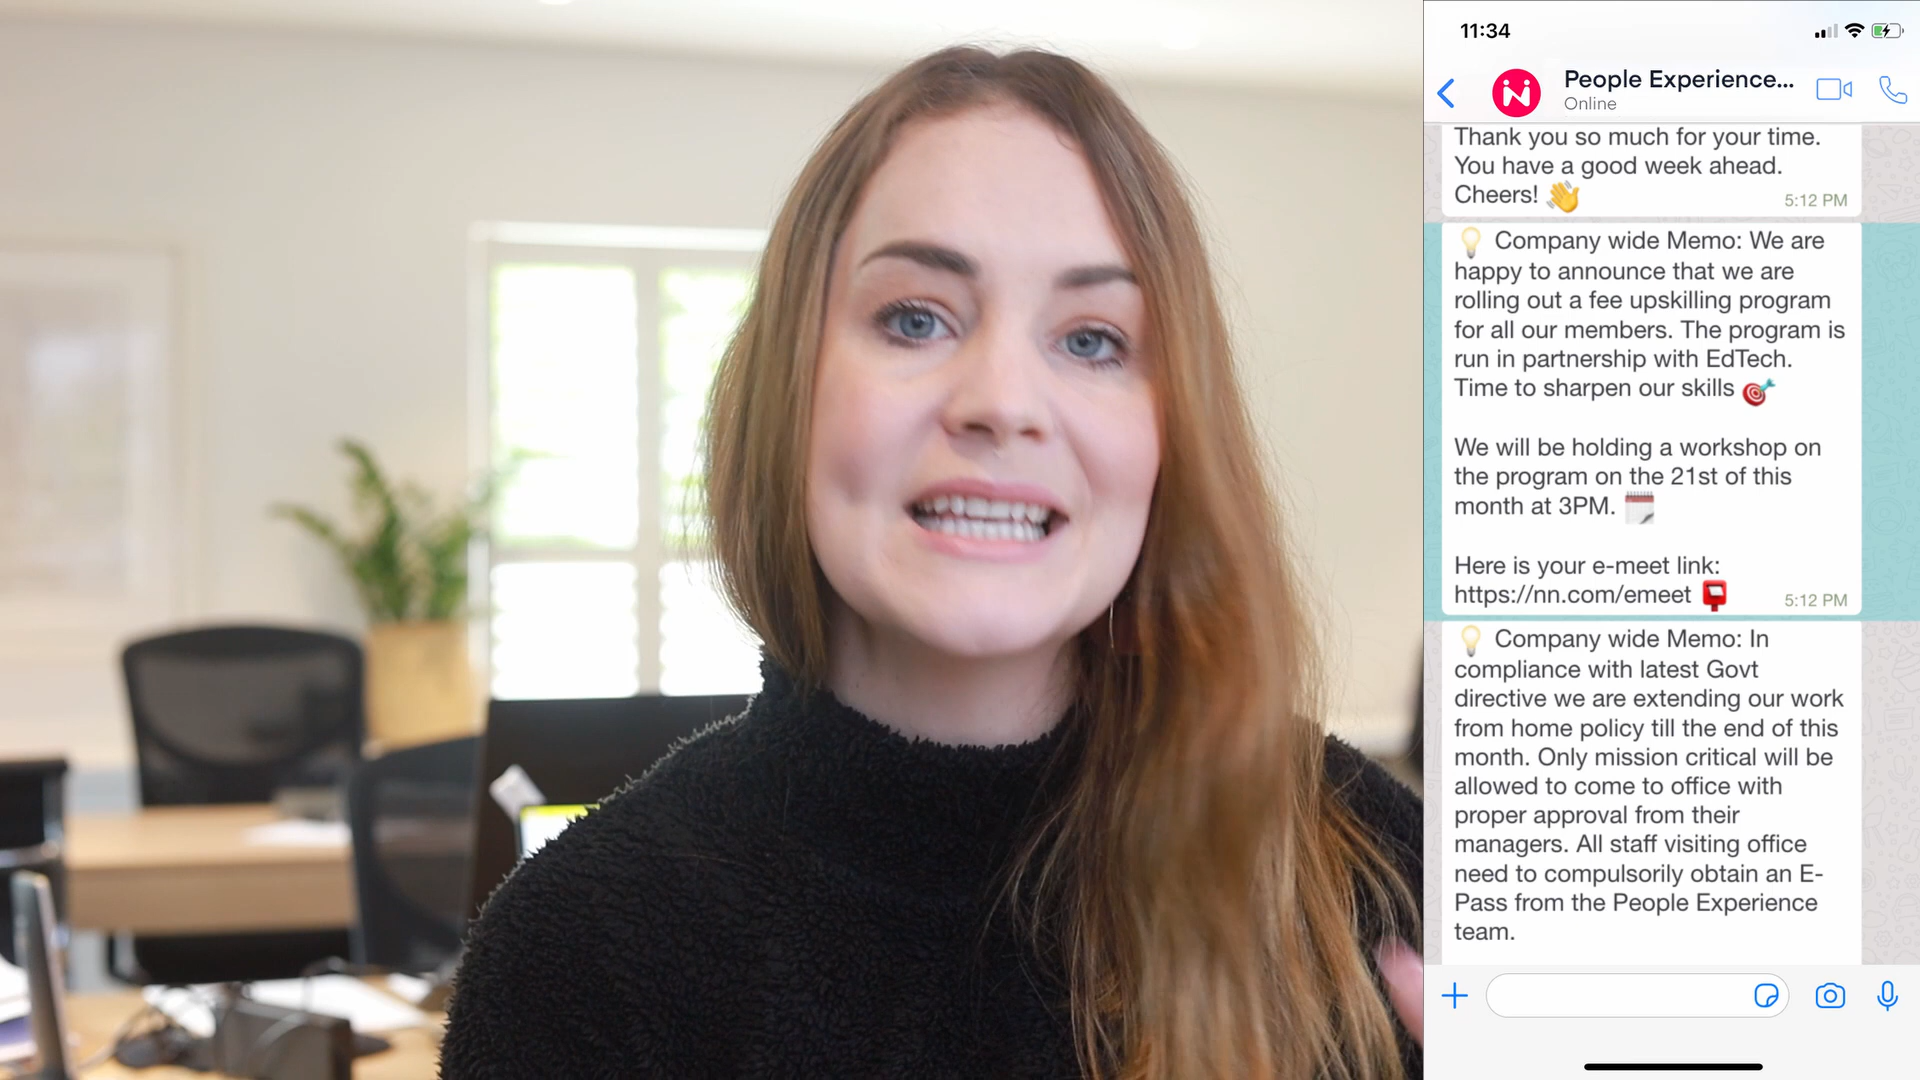 11:34
People Experience...
Online
Thank you so much for your time.
You have a good week ahead.
Cheers! 👋
5:12 PM
💡 Company wide Memo: We are
happy to announce that we are
rolling out a fee upskilling program
for all our members. The program is
run in partnership with EdTech.
Time to sharpen our skills 🎯
We will be holding a workshop on
the program on the 21st of this
month at 3PM. 🗓
Here is your e-meet link:
https://nn.com/emeet 📮
5:12 PM
💡 Company wide Memo: In
compliance with latest Govt
directive we are extending our work
from home policy till the end of this
month. Only mission critical will be
allowed to come to office with
proper approval from their
managers. All staff visiting office
need to compulsorily obtain an E-
Pass from the People Experience
team.